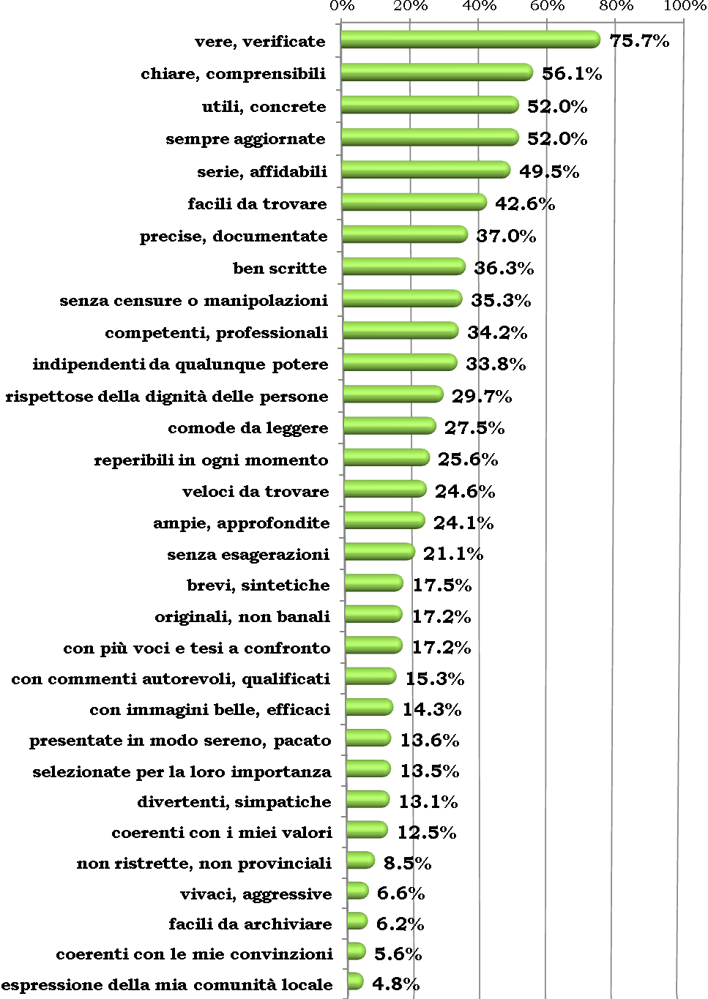 0% 20% 40% 60% 80% 100%
vere, verificate 75.7%
chiare, comprensibili 56.1%
utili, concrete 52.0%
sempre aggiornate 52.0%
serie, affidabili 49.5%
facili da trovare 42.6%
precise, documentate 37.0%
ben scritte 36.3%
senza censure o manipolazioni 35.3%
competenti, professionali 34.2%
indipendenti da qualunque potere 33.8%
rispettose della dignità delle persone 29.7%
comode da leggere 27.5%
reperibili in ogni momento 25.6%
veloci da trovare 24.6%
ampie, approfondite 24.1%
senza esagerazioni 21.1%
brevi, sintetiche 17.5%
originali, non banali 17.2%
con più voci e tesi a confronto 17.2%
con commenti autorevoli, qualificati 15.3%
con immagini belle, efficaci 14.3%
presentate in modo sereno, pacato 13.6%
selezionate per la loro importanza 13.5%
divertenti, simpatiche 13.1%
coerenti con i miei valori 12.5%
non ristrette, non provinciali 8.5%
vivaci, aggressive 6.6%
facili da archiviare 6.2%
coerenti con le mie convinzioni 5.6%
espressione della mia comunità locale 4.8%